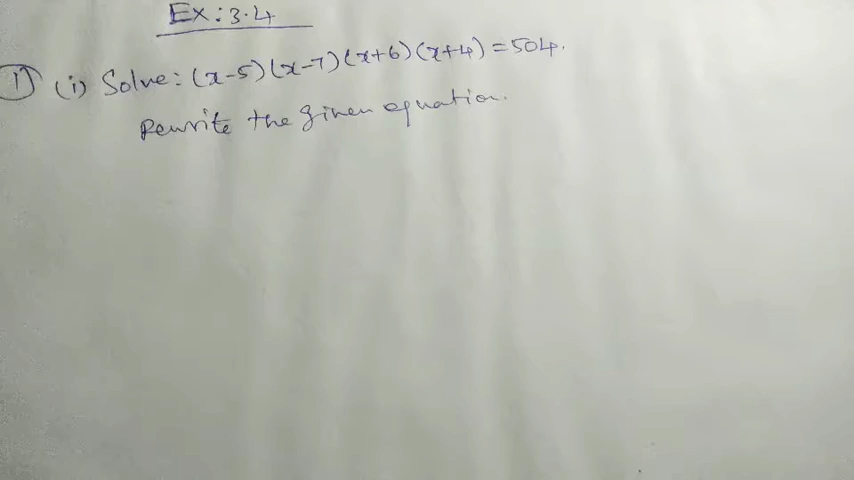 Ex: 3.4
1) (i) Solve: (x-5)(x-7)(x+6)(x+4)=504.
Rewrite the given equation.